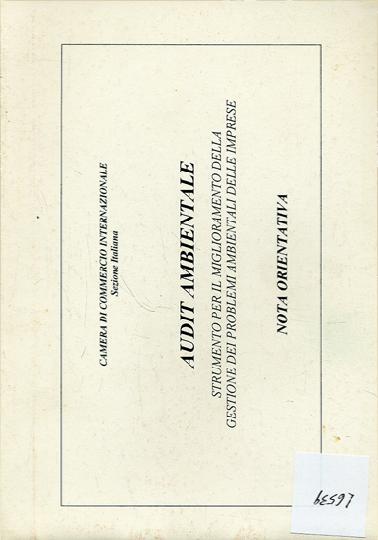 CAMERA DI COMMERCIO INTERNAZIONALE
Sezione Italiana
AUDIT AMBIENTALE
STRUMENTO PER IL MIGLIORAMENTO DELLA
GESTIONE DEI PROBLEMI AMBIENTALI DELLE IMPRESE
NOTA ORIENTATIVA
L6539